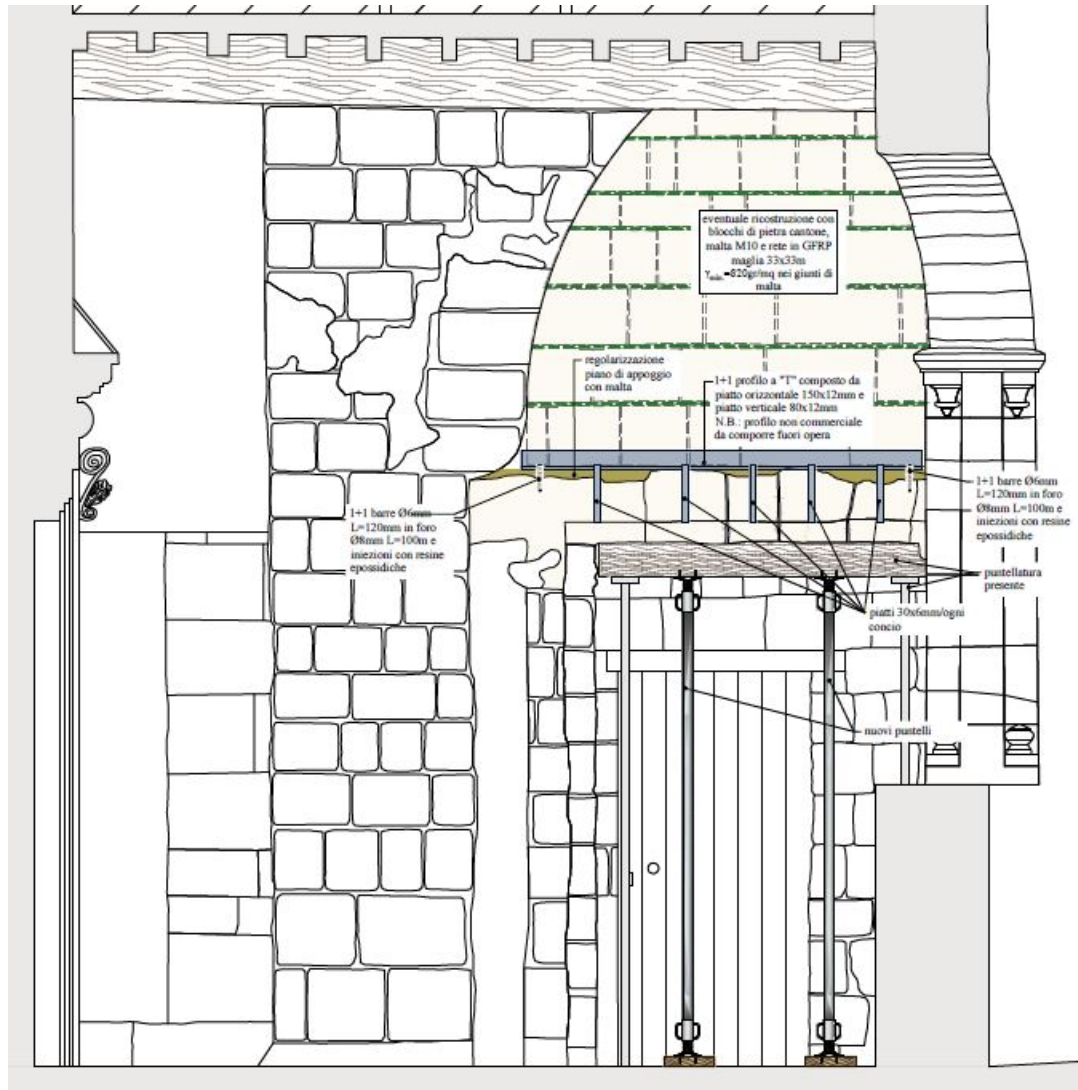 eventuale ricostruzione con
blocchi di pietra cantone,
malta M10 e rete in GFRP
maglia 33x33m
γmin.=820gr/mq nei giunti di
malta
regolarizzazione
piano di appoggio
con malta
1+1 profilo a "T" composto da
piatto orizzontale 150x12mm e
piatto verticale 80x12mm
N.B.: profilo non commerciale
da comporre fuori opera
1+1 barre Ø6mm
L=120mm in foro
Ø8mm L=100m e
iniezioni con resine
epossidiche
1+1 barre Ø6mm
L=120mm in foro
Ø8mm L=100m e
iniezioni con resine
epossidiche
puntellatura
presente
piatti 30x6mm/ogni
concio
nuovi puntelli